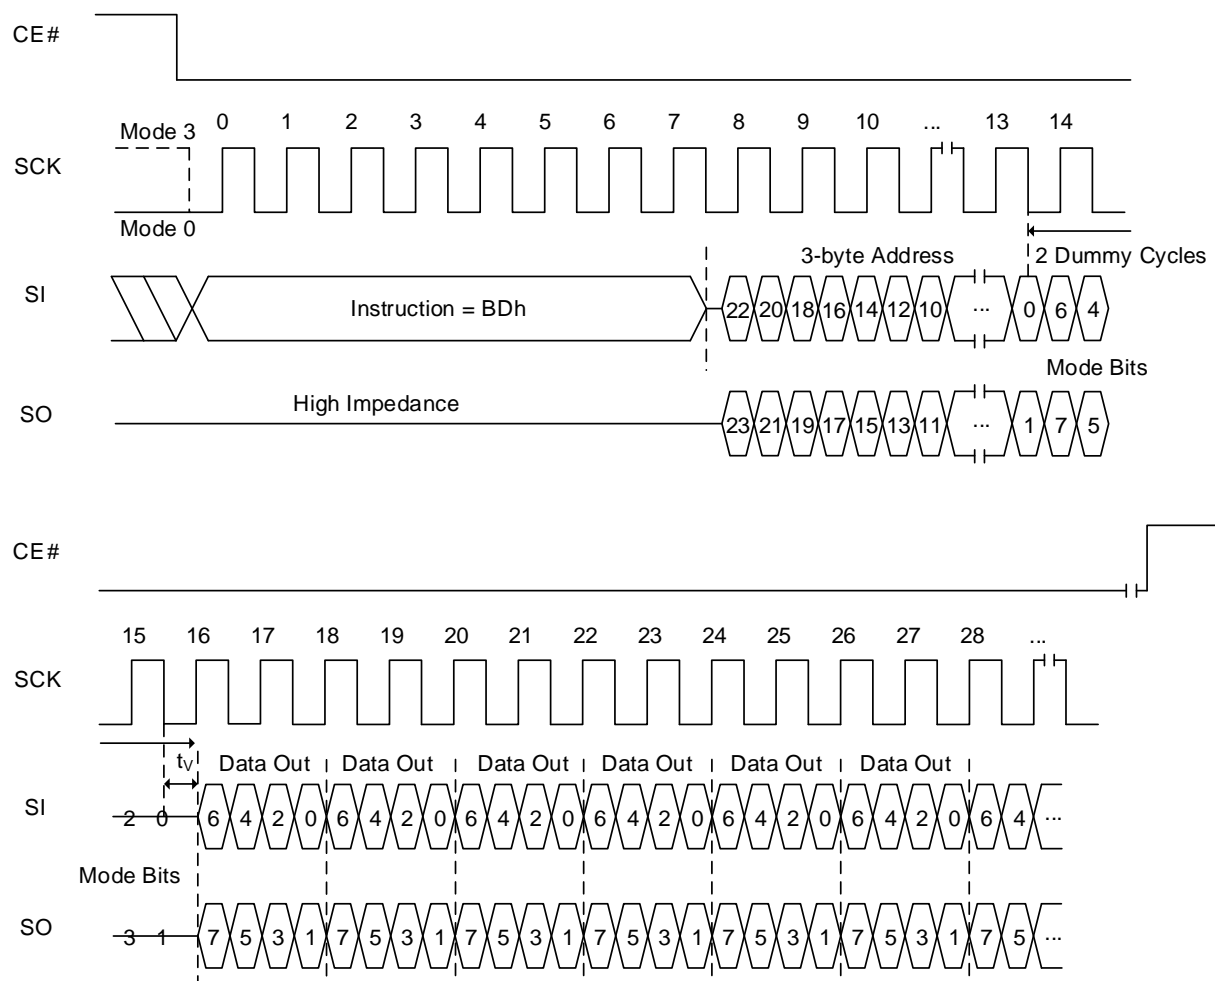 CE#
0 1 2 3 4 5 6 7 8 9 10 ... 13 14
Mode 3
SCK
Mode 0
3-byte Address 2 Dummy Cycles
SI Instruction = BDh 22 20 18 16 14 12 10 ... 0 6 4
Mode Bits
High Impedance
SO 23 21 19 17 15 13 11 ... 1 7 5
CE#
15 16 17 18 19 20 21 22 23 24 25 26 27 28 ...
SCK
tV Data Out Data Out Data Out Data Out Data Out Data Out
SI 2 0 6 4 2 0 6 4 2 0 6 4 2 0 6 4 2 0 6 4 2 0 6 4 2 0 6 4 ...
Mode Bits
SO 3 1 7 5 3 1 7 5 3 1 7 5 3 1 7 5 3 1 7 5 3 1 7 5 3 1 7 5 ...